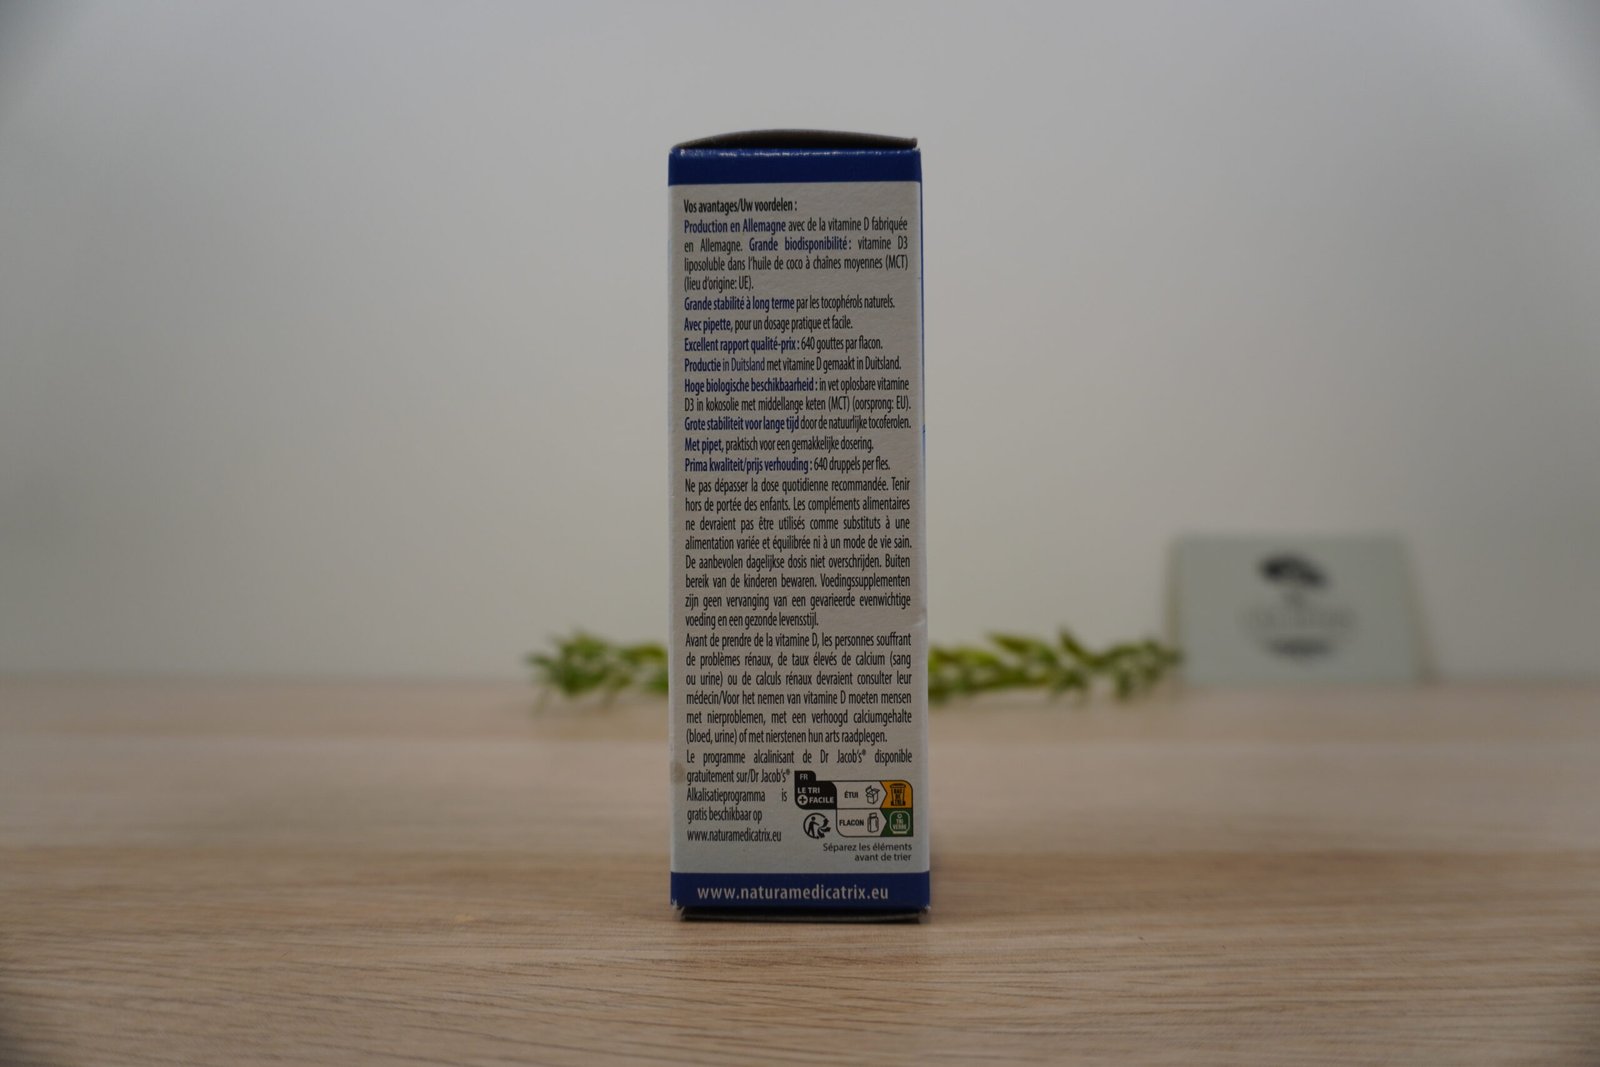 Vos avantages/Uw voordelen :
Production en Allemagne avec de la vitamine D fabriquée
en Allemagne. Grande biodisponibilité : vitamine D3
liposoluble dans l'huile de coco à chaînes moyennes (MCT)
(lieu d'origine: UE).
Grande stabilité à long terme par les tocophérols naturels.
Avec pipette, pour un dosage pratique et facile.
Excellent rapport qualité-prix : 640 gouttes par flacon.
Productie in Duitsland met vitamine D gemaakt in Duitsland.
Hoge biologische beschikbaarheid : in vet oplosbare vitamine
D3 in kokosolie met middellange keten (MCT) (oorsprong: EU).
Grote stabiliteit voor lange tijd door de natuurlijke tocoferolen.
Met pipet, praktisch voor een gemakkelijke dosering.
Prima kwaliteit/prijs verhouding : 640 druppels per fles.
Ne pas dépasser la dose quotidienne recommandée. Tenir
hors de portée des enfants. Les compléments alimentaires
ne devraient pas être utilisés comme substituts à une
alimentation variée et équilibrée ni à un mode de vie sain.
De aanbevolen dagelijkse dosis niet overschrijden. Buiten
bereik van de kinderen bewaren. Voedingssupplementen
zijn geen vervanging van een gevarieerde evenwichtige
voeding en een gezonde levensstijl.
Avant de prendre de la vitamine D, les personnes souffrant
de problèmes rénaux, de taux élevés de calcium (sang
ou urine) ou de calculs rénaux devraient consulter leur
médecin/Voor het nemen van vitamine D moeten mensen
met nierproblemen, met een verhoogd calciumgehalte
(bloed, urine) of met nierstenen hun arts raadplegen.
Le programme alcalinisant de Dr Jacob's® disponible
gratuitement sur/Dr Jacob's®
Alkalisatieprogramma is
gratis beschikbaar op
www.naturamedicatrix.eu
FR
LE TRI
+ FACILE
ÉTUI
BAC
DE
TRI
FLACON
TRI
VERRE
Séparez les éléments
avant de trier
www.naturamedicatrix.eu